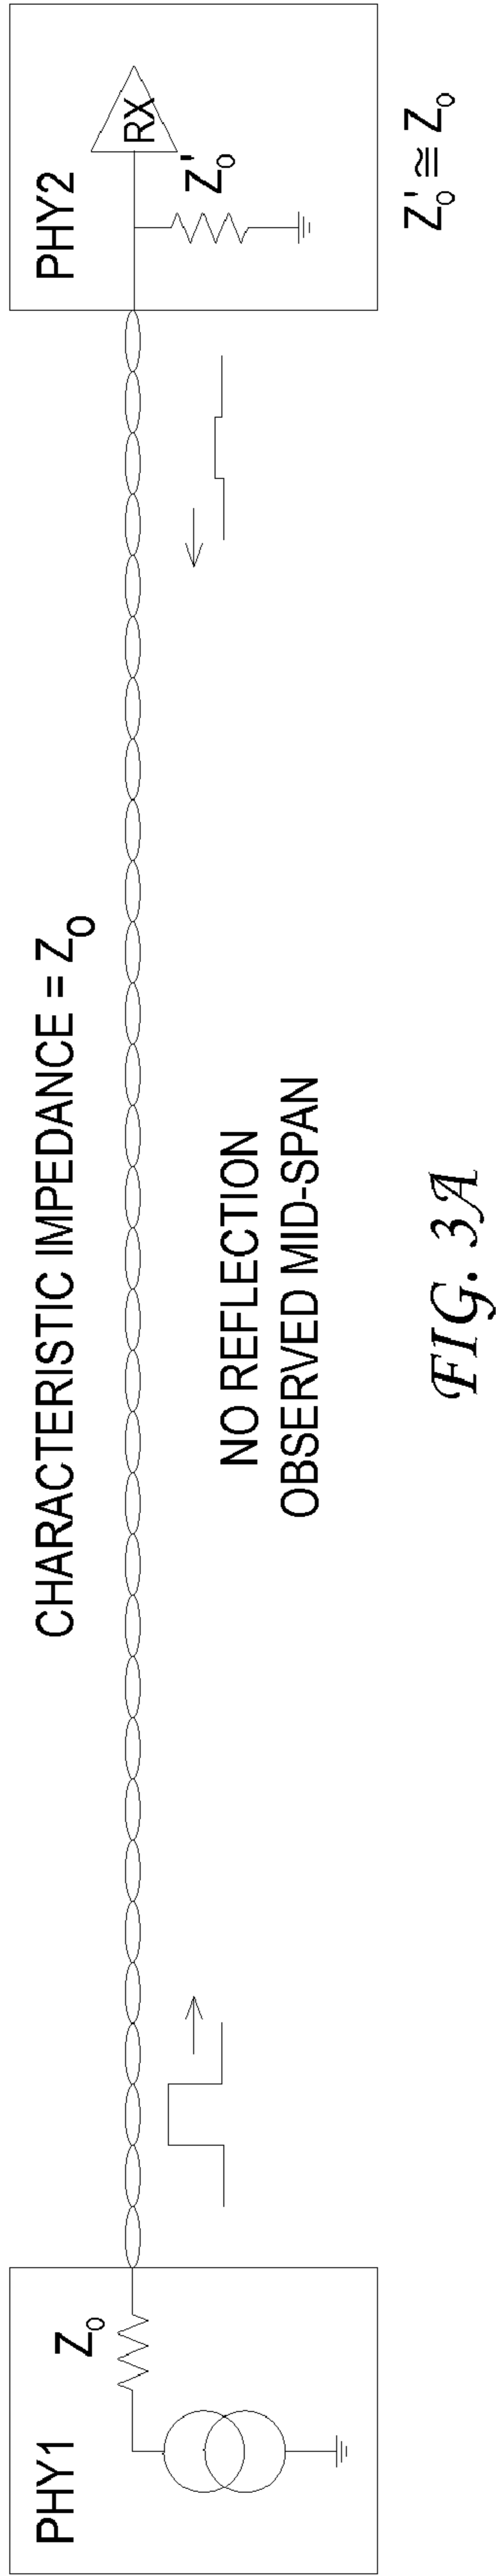 CHARACTERISTIC IMPEDANCE = Z₀
PHY1
Z₀
PHY2
RX
Z₀'
NO REFLECTION
OBSERVED MID-SPAN
Z₀' ≅ Z₀
FIG. 3A